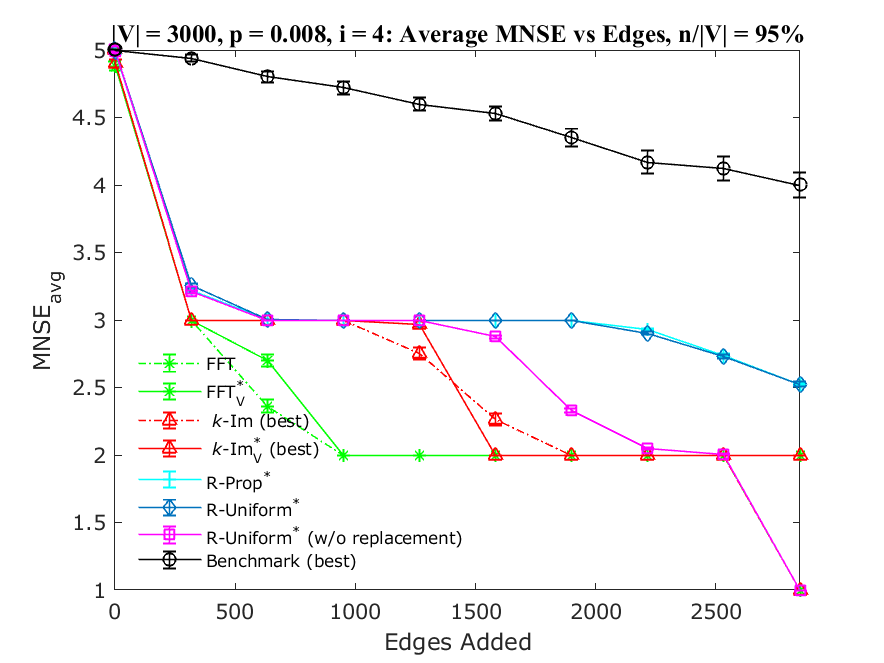 |V| = 3000, p = 0.008, i = 4: Average MNSE vs Edges, n/|V| = 95%
5
4.5
4
3.5
3
2.5
2
1.5
1
MNSE_avg
FFT
FFT*_V
k-Im (best)
k-Im*_V (best)
R-Prop*
R-Uniform*
R-Uniform* (w/o replacement)
Benchmark (best)
0 500 1000 1500 2000 2500
Edges Added